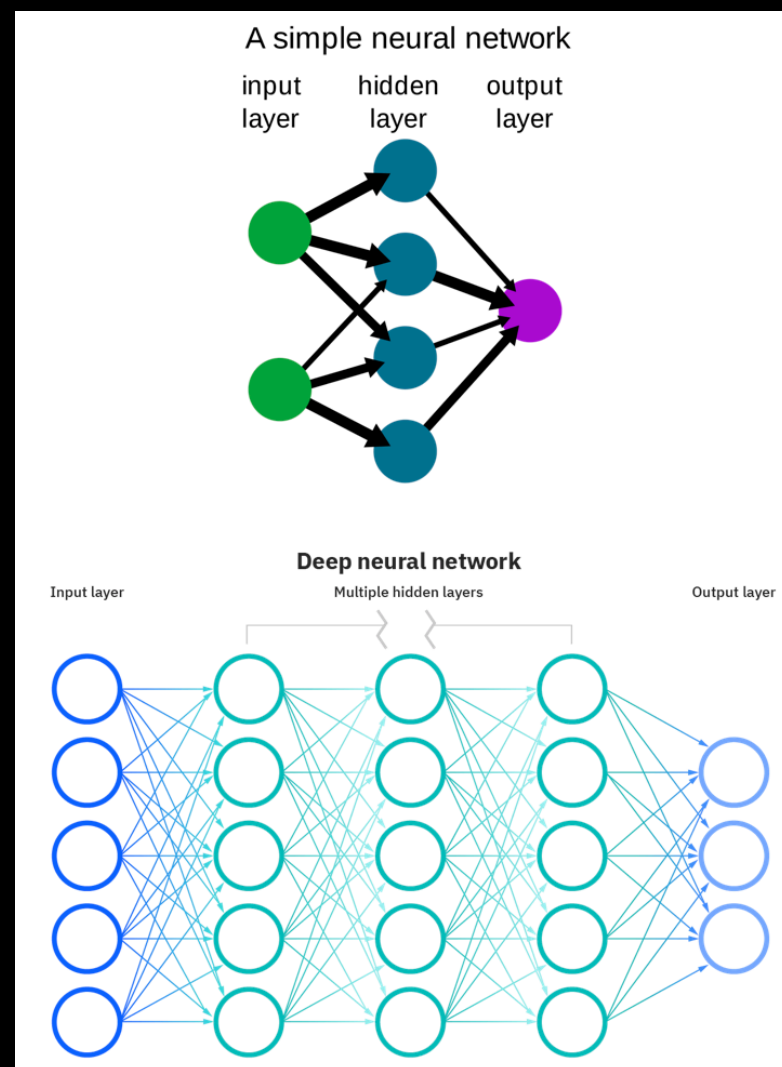 A simple neural network
input hidden output
layer layer layer
Deep neural network
Input layer Multiple hidden layers Output layer